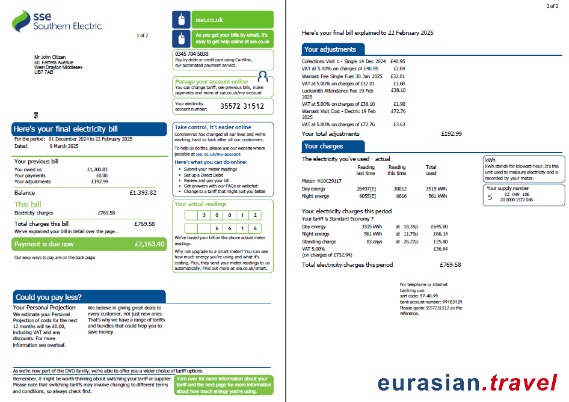 sse
Southern Electric
1 of 2
sse.co.uk
As you get your bills by email, it's
easy to get help online at sse.co.uk
0345 704 5038
Pay by debit or credit card using Careline,
our automated payment service.
Mr John Citizen
50 Ferrers Avenue
West Drayton Middlesex
UB7 7AB
Manage your account online
You can change tariff, see previous bills, make
payments and more at sse.co.uk/my-account
Your electricity
account number: 35572 31512
Here's your final electricity bill
For the period: 01 December 2024 to 22 February 2025
Dated: 9 March 2025
Your previous bill
You owed us £1,200.83
Your payments £0.00
Your adjustments £192.99
Balance £1,393.82
This bill
Electricity charges £769.58
Total charges this bill £769.58
We've explained your bill in detail over the page..
Payment is due now £2,163.40
Our easy ways to pay are on the back page.
Take control, it's easier online
Coronavirus has changed all our lives and we're
working hard to look after all our customers.
To help us do this, please use our website where
possible at sse.co.uk/my-account
Here's what you can do online:
• Submit your meter readings
• Set up a Direct Debit
• Review and pay your bill
• Get answers with our FAQs or webchat
• Change to a tariff that might suit you better
Your actual readings
3 0 0 1 2
6 6 1 6
We've based your bill on the above actual meter
readings.
Why not upgrade to a smart meter? You can see
how much energy you're using and what it's
costing. Plus, they send your meter readings to us
automatically. Find out more at sse.co.uk/smart.
Could you pay less?
Your Personal Projection
We estimate your Personal
Projection of costs for the next
12 months will be £0.00,
including VAT and any
discounts. For more
information see overleaf.
We believe in giving great deals to
every customer, not just new ones.
That's why we have a range of tariffs
and bundles that could help you to
save money.
As we're now part of the OVO family, we're able to offer you a wider choice of tariff options.
Remember, it might be worth thinking about switching your tariff or supplier.
Please note that switching tariffs may involve changing to different terms
and conditions, so always check first.
Turn over for more information about your
tariff and the next page for more information
about how much energy you're using.
2 of 2
Here's your final bill explained to 22 February 2025
Your adjustments
Collections Visit 1 - Single 14 Dec 2024 £40.95
VAT at 5.00% on charges of £40.95 £2.04
Warrant Fee Single Fuel 30 Jan 2025 £32.01
VAT at 5.00% on charges of £32.01 £1.60
Locksmith Attendance Fee 19 Feb £38.10
2025
VAT at 5.00% on charges of £38.10 £1.90
Warrant Visit Cost - Electric 19 Feb £72.76
2025
VAT at 5.00% on charges of £72.76 £3.63
Your total adjustments £192.99
Your charges
The electricity you've used - actual
Reading Reading Total
last time this time used
Meter: H10C29117
Day energy 26497(E) 30012 3515 kWh
Night energy 6055(E) 6616 561 kWh
Your electricity charges this period
Your tariff is Standard Economy 7
Day energy 3515 kWh at 18.35p £645.00
Night energy 561 kWh at 11.79p £66.14
Standing charge 83 days at 26.27p £25.80
VAT 5.00% £36.64
(on charges of £732.94)
Total electricity charges this period £769.58
kWh
kWh stands for kilowatt-hour. It's the
unit used to measure electricity and is
recorded by your meter.
Your supply number
S
For telephone or internet
banking use:
sort code: 57-40-99
bank account number: 99183129
Please quote 3557231512 as the
reference.
eurasian.travel